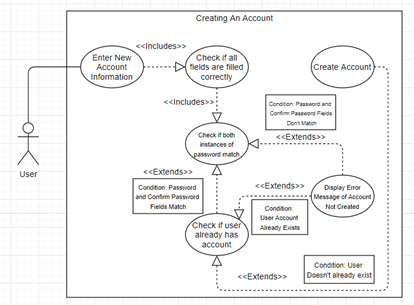 Creating An Account
Enter New
Account
Information
<<Includes>>
Check if all
fields are filled
correctly
Create Account
<<Includes>>
Condition: Password and
Confirm Password Fields
Don't Match
User
Check if both
instances of
password match
<<Extends>>
<<Extends>>
Condition: Password
and Confirm Password
Fields Match
<<Extends>>
Display Error
Message of Account
Not Created
Condition:
User Account
Already Exists
Check if user
already has
account
<<Extends>>
Condition: User
Doesn't already exist